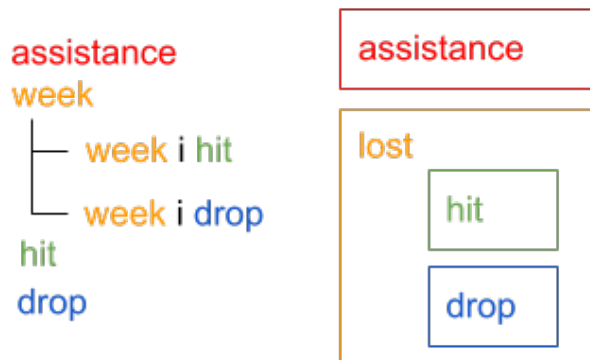 assistance
week
week i hit
week i drop
hit
drop
assistance
lost
hit
drop